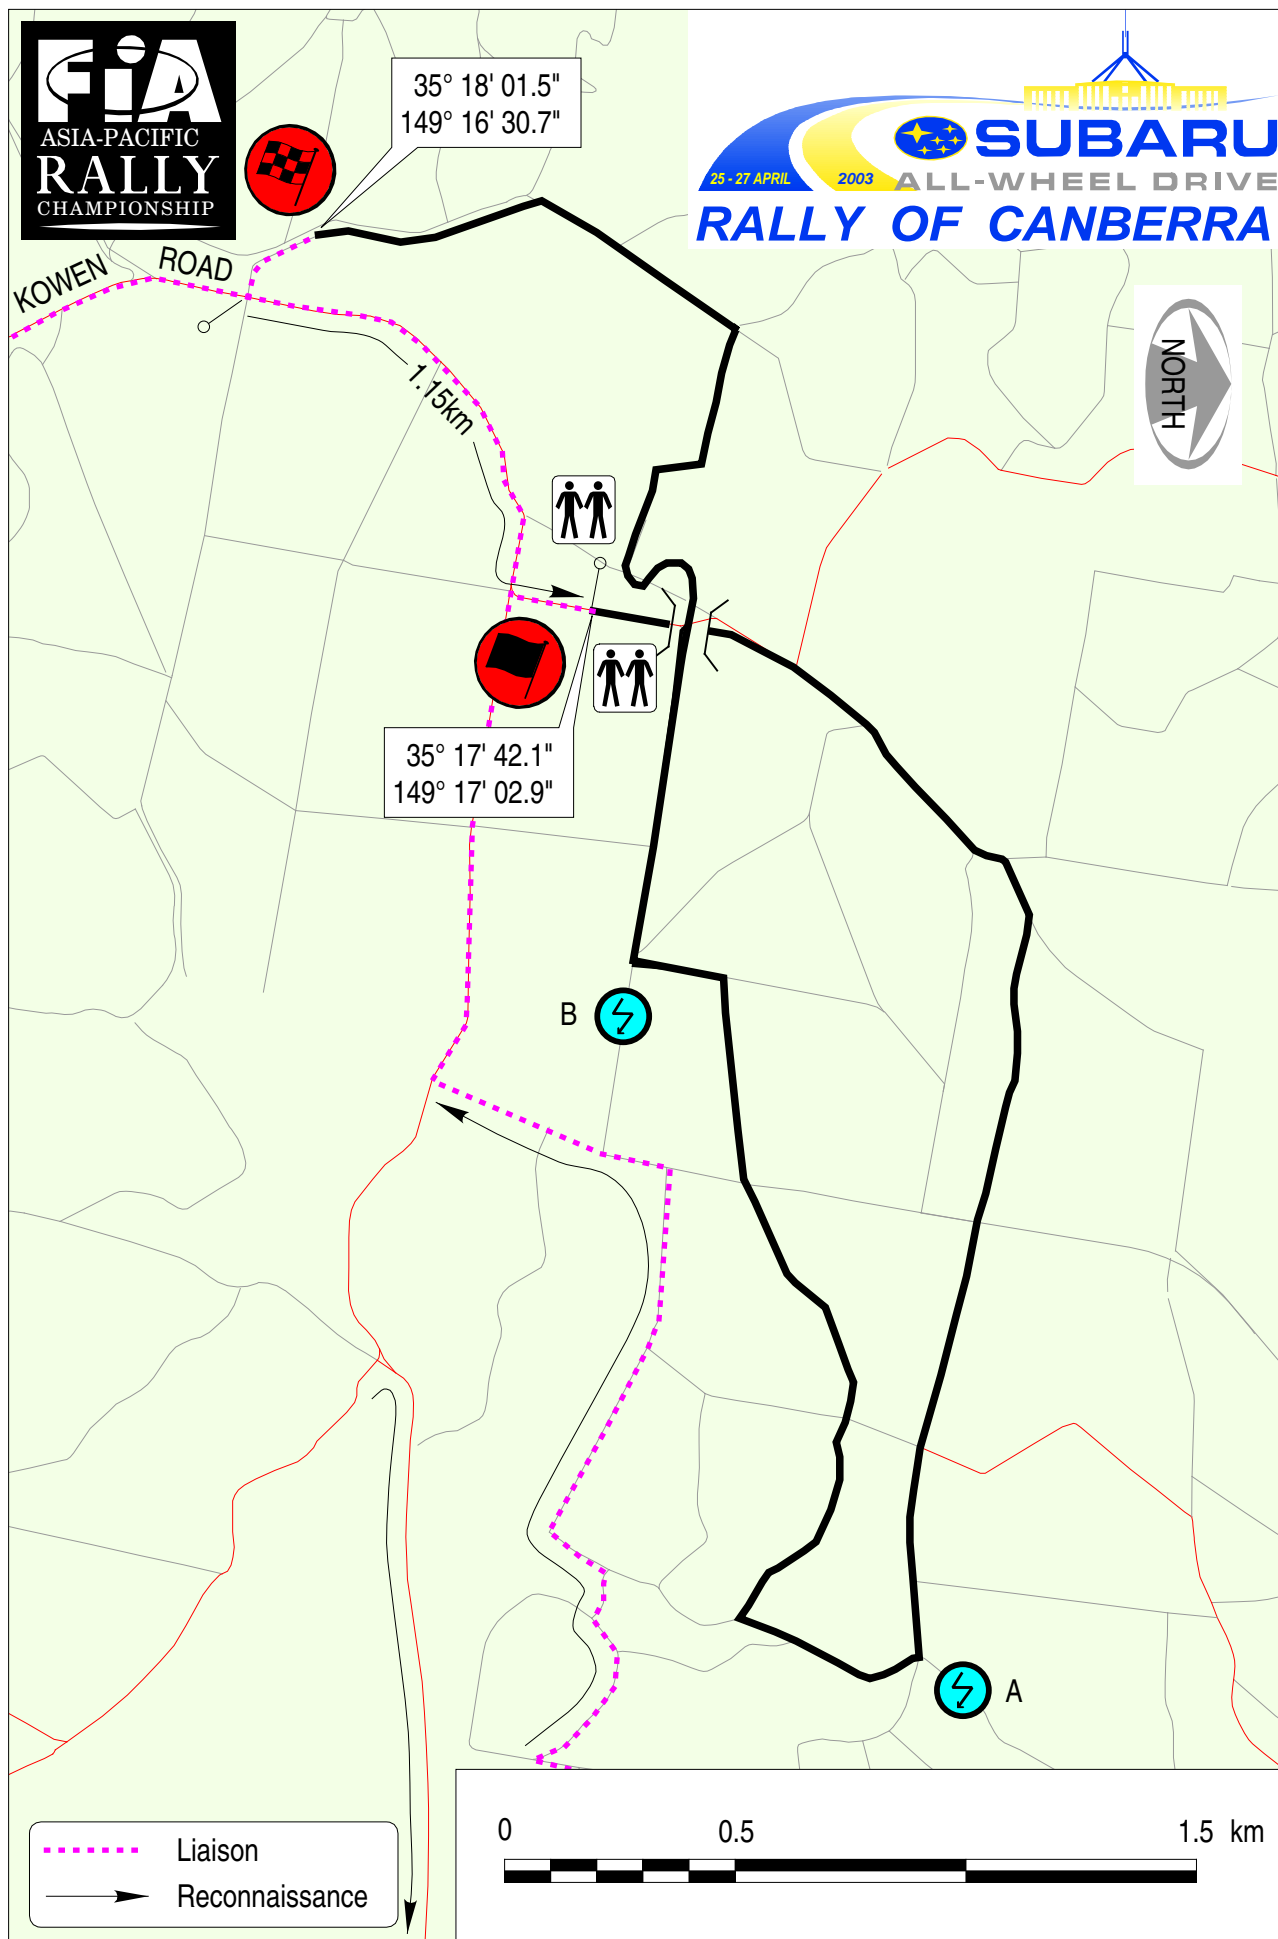 FiA
ASIA-PACIFIC
RALLY
CHAMPIONSHIP
35° 18' 01.5"
149° 16' 30.7"
25 - 27 APRIL
2003
SUBARU
ALL-WHEEL DRIVE
RALLY OF CANBERRA
KOWEN ROAD
NORTH
1.15km
35° 17' 42.1"
149° 17' 02.9"
B
A
0 0.5 1.5 km
Liaison
Reconnaissance